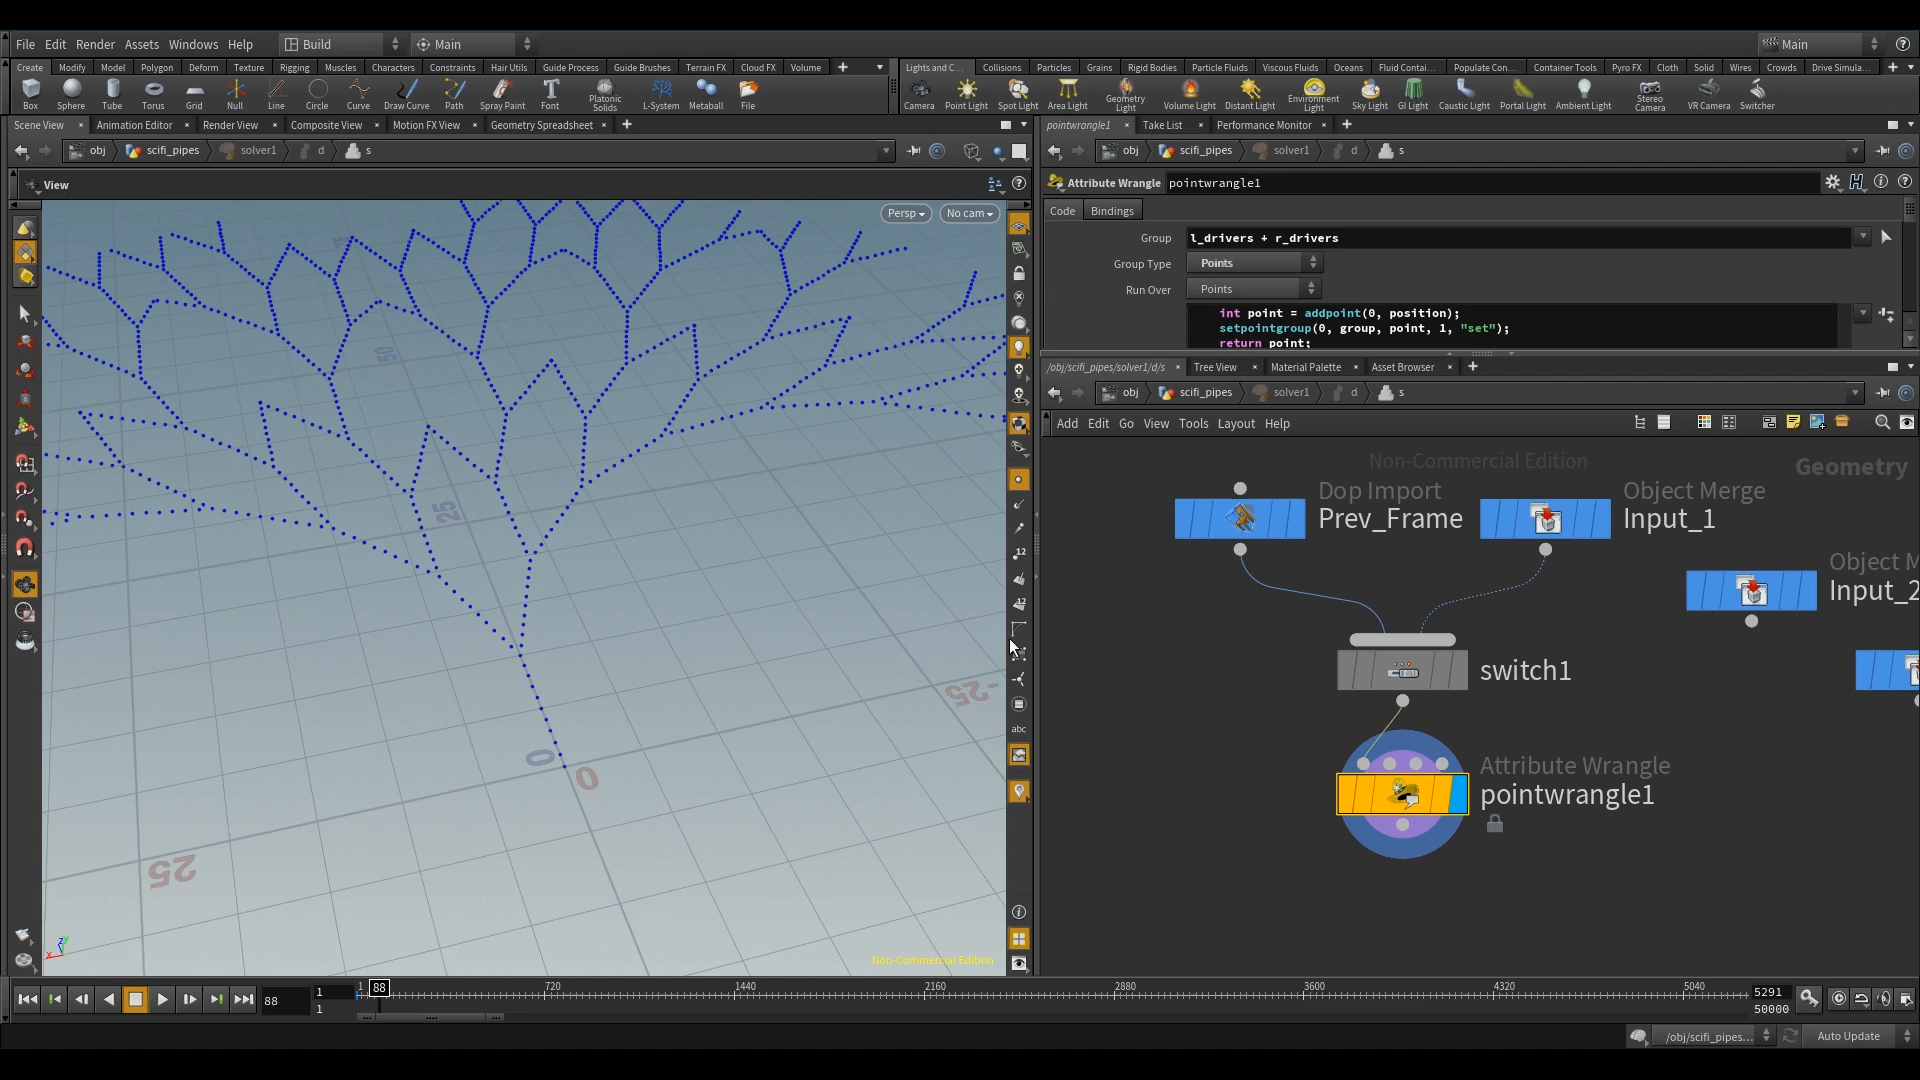 File Edit Render Assets Windows Help Build Main Main
Create Modify Model Polygon Deform Texture Rigging Muscles Characters Constraints Hair Utils Guide Process Guide Brushes Terrain FX Cloud FX Volume
Lights and C... Collisions Particles Grains Rigid Bodies Particle Fluids Viscous Fluids Oceans Fluid Contai... Populate Con... Container Tools Pyro FX Cloth Solid Wires Crowds Drive Simula...
Box Sphere Tube Torus Grid Null Line Circle Curve Draw Curve Path Spray Paint Font Platonic Solids L-System Metaball File
Camera Point Light Spot Light Area Light Geometry Light Volume Light Distant Light Environment Light Sky Light GI Light Caustic Light Portal Light Ambient Light Stereo Camera VR Camera Switcher
Scene View Animation Editor Render View Composite View Motion FX View Geometry Spreadsheet
obj scifi_pipes solver1 d s
View
Persp No cam
25
0
0
-25
25
Non-Commercial Edition
pointwrangle1 Take List Performance Monitor
obj scifi_pipes solver1 d s
Attribute Wrangle pointwrangle1
Code Bindings
Group l_drivers + r_drivers
Group Type Points
Run Over Points
int point = addpoint(0, position);
setpointgroup(0, group, point, 1, "set");
return point;
/obj/scifi_pipes/solver1/d/s Tree View Material Palette Asset Browser
obj scifi_pipes solver1 d s
Add Edit Go View Tools Layout Help
Non-Commercial Edition
Geometry
Dop Import
Prev_Frame
Object Merge
Input_1
Object M
Input_2
switch1
Attribute Wrangle
pointwrangle1
12
12
abc
88
1
1
1 88 720 1440 2160 2880 3600 4320 5040
5291
50000
/obj/scifi_pipes... Auto Update